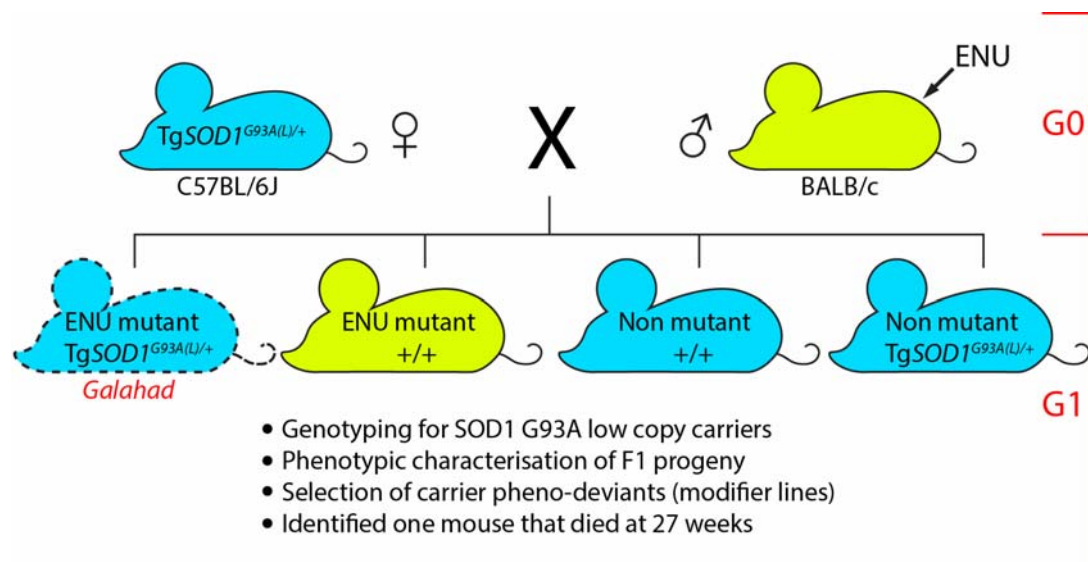 ENU
TgSOD1G93A(L)/+
♀
X
♂
G0
C57BL/6J
BALB/c
ENU mutant
TgSOD1G93A(L)/+
Galahad
ENU mutant
+/+
Non mutant
+/+
Non mutant
TgSOD1G93A(L)/+
G1
• Genotyping for SOD1 G93A low copy carriers
• Phenotypic characterisation of F1 progeny
• Selection of carrier pheno-deviants (modifier lines)
• Identified one mouse that died at 27 weeks